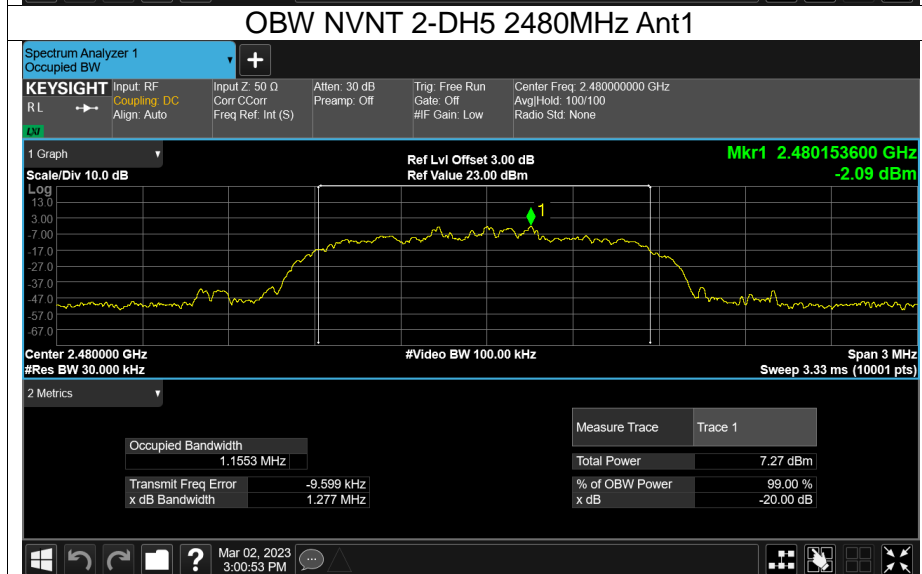 OBW NVNT 2-DH5 2480MHz Ant1
Spectrum Analyzer 1
Occupied BW
+
KEYSIGHT Input: RF Input Z: 50 Ω Atten: 30 dB Trig: Free Run Center Freq: 2.480000000 GHz
R L Coupling: DC Corr CCorr Preamp: Off Gate: Off Avg|Hold: 100/100
Align: Auto Freq Ref: Int (S) #IF Gain: Low Radio Std: None
LXI
1 Graph Ref Lvl Offset 3.00 dB Mkr1 2.480153600 GHz
Scale/Div 10.0 dB Ref Value 23.00 dBm -2.09 dBm
Log
13.0
3.00
1
-7.00
-17.0
-27.0
-37.0
-47.0
-57.0
-67.0
Center 2.480000 GHz #Video BW 100.00 kHz Span 3 MHz
#Res BW 30.000 kHz Sweep 3.33 ms (10001 pts)
2 Metrics
Measure Trace Trace 1
Occupied Bandwidth
1.1553 MHz Total Power 7.27 dBm
Transmit Freq Error -9.599 kHz % of OBW Power 99.00 %
x dB Bandwidth 1.277 MHz x dB -20.00 dB
? Mar 02, 2023
3:00:53 PM